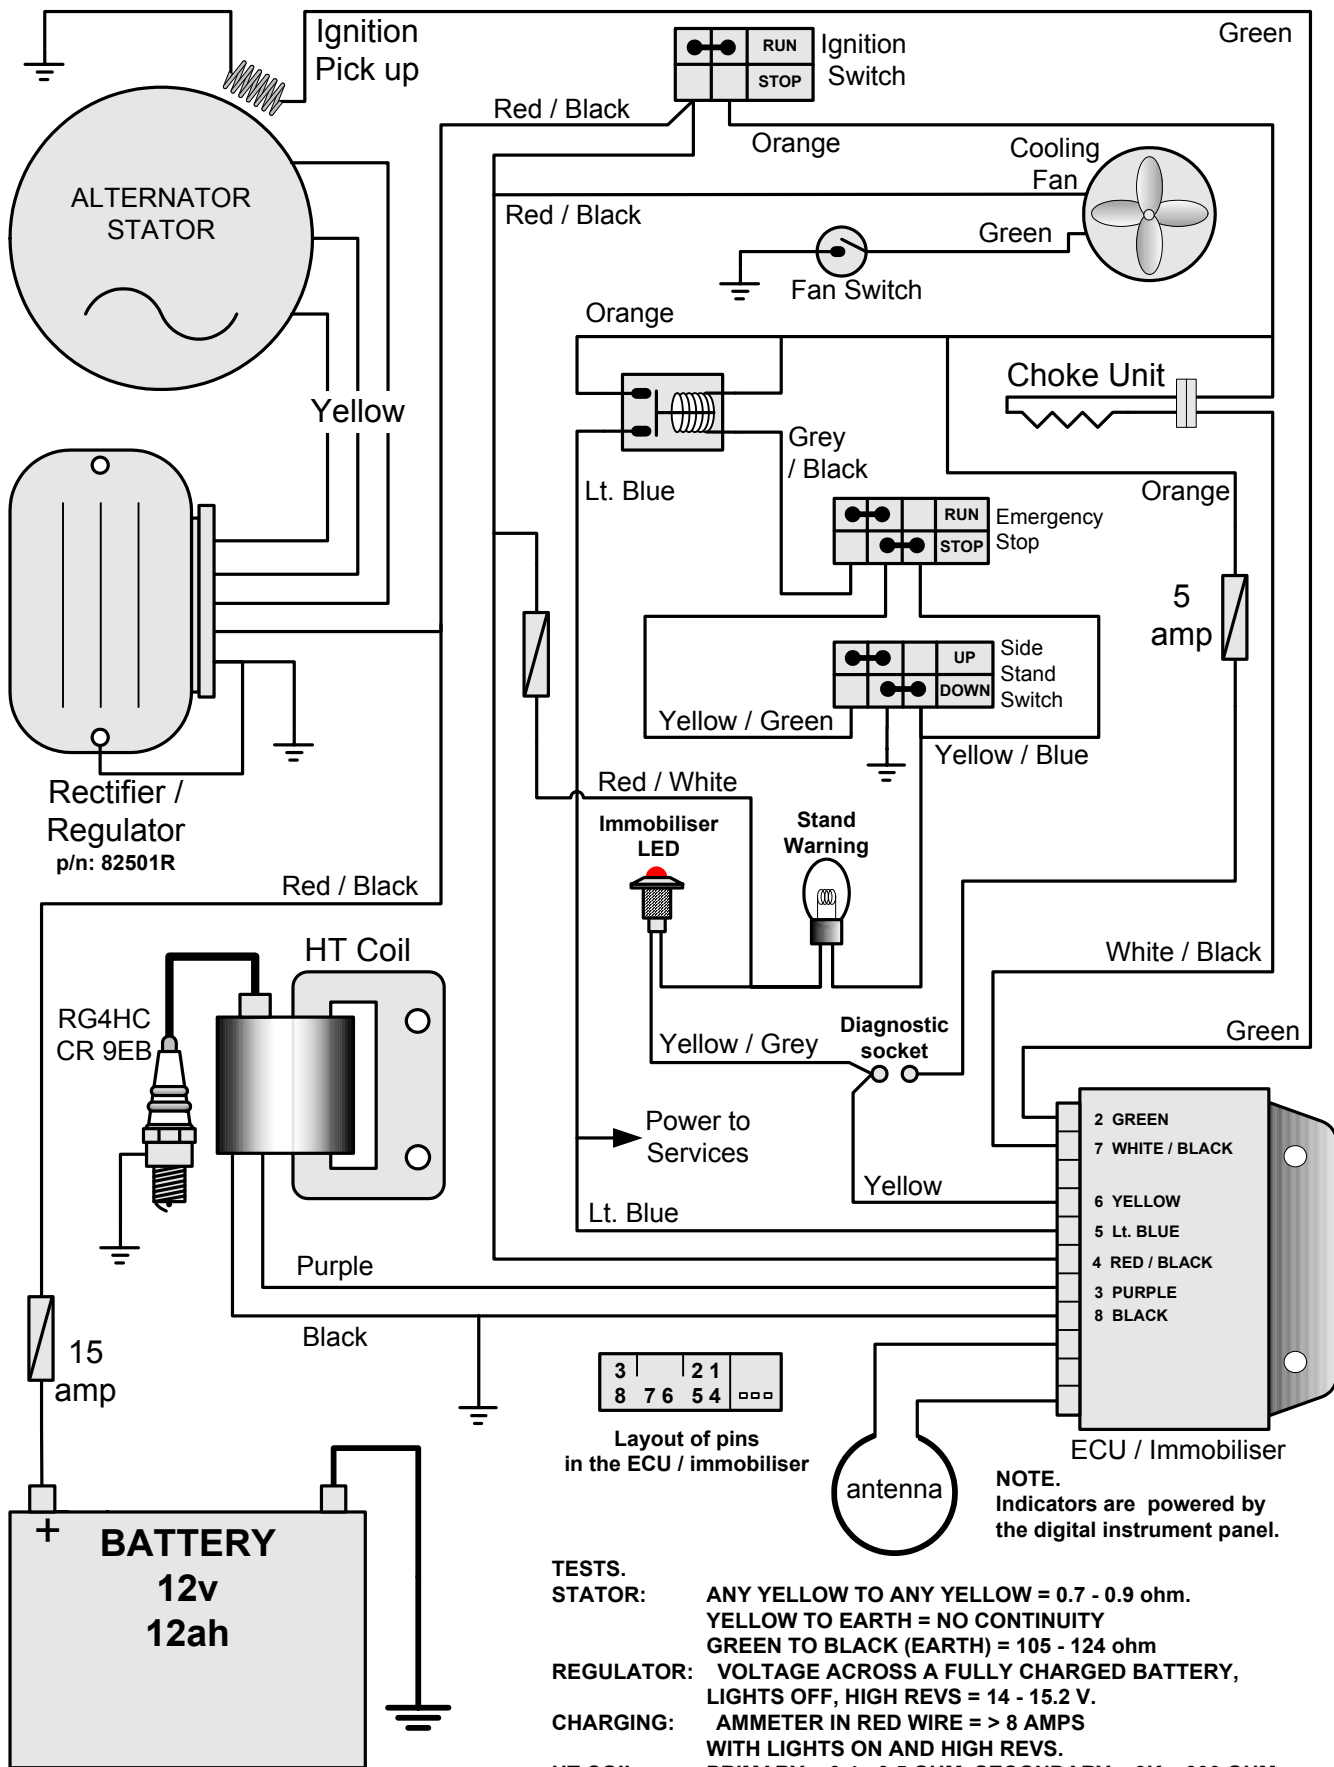 Ignition
Pick up
Green
RUN
STOP
Ignition
Switch
Red / Black
Orange
Cooling
Fan
ALTERNATOR
STATOR
Red / Black
Green
Fan Switch
Orange
Choke Unit
Yellow
Grey
/ Black
Lt. Blue
Orange
RUN
STOP
Emergency
Stop
5
amp
UP
DOWN
Side
Stand
Switch
Yellow / Green
Yellow / Blue
Rectifier /
Regulator
p/n: 82501R
Red / White
Immobiliser
LED
Stand
Warning
Red / Black
HT Coil
White / Black
RG4HC
CR 9EB
Yellow / Grey
Diagnostic
socket
Green
Power to
Services
2 GREEN
7 WHITE / BLACK
Yellow
6 YELLOW
Lt. Blue
5 Lt. BLUE
Purple
4 RED / BLACK
3 PURPLE
8 BLACK
Black
15
amp
3 2 1
8 7 6 5 4
Layout of pins
in the ECU / immobiliser
antenna
ECU / Immobiliser
NOTE.
Indicators are powered by
the digital instrument panel.
+
BATTERY
12v
12ah
TESTS.
STATOR: ANY YELLOW TO ANY YELLOW = 0.7 - 0.9 ohm.
YELLOW TO EARTH = NO CONTINUITY
GREEN TO BLACK (EARTH) = 105 - 124 ohm
REGULATOR: VOLTAGE ACROSS A FULLY CHARGED BATTERY,
LIGHTS OFF, HIGH REVS = 14 - 15.2 V.
CHARGING: AMMETER IN RED WIRE = > 8 AMPS
WITH LIGHTS ON AND HIGH REVS.